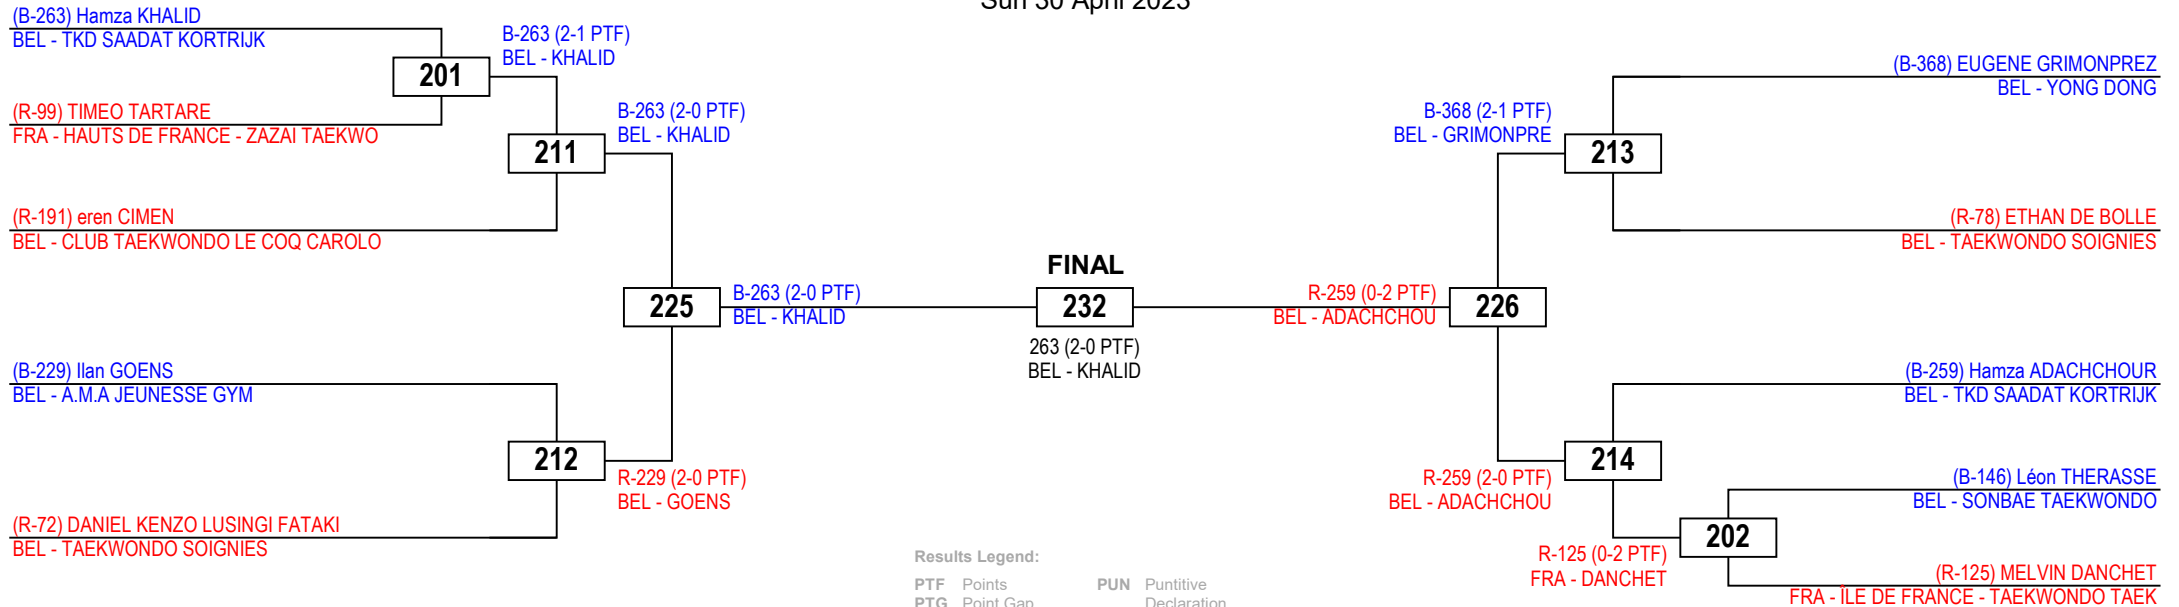 Sun 30 April 2023
(B-263) Hamza KHALID
BEL - TKD SAADAT KORTRIJK
(R-99) TIMEO TARTARE
FRA - HAUTS DE FRANCE - ZAZAI TAEKWO
201
B-263 (2-1 PTF)
BEL - KHALID
(R-191) eren CIMEN
BEL - CLUB TAEKWONDO LE COQ CAROLO
211
B-263 (2-0 PTF)
BEL - KHALID
(B-229) Ilan GOENS
BEL - A.M.A JEUNESSE GYM
(R-72) DANIEL KENZO LUSINGI FATAKI
BEL - TAEKWONDO SOIGNIES
212
R-229 (2-0 PTF)
BEL - GOENS
225
B-263 (2-0 PTF)
BEL - KHALID
FINAL
232
263 (2-0 PTF)
BEL - KHALID
R-259 (0-2 PTF)
BEL - ADACHCHOU
226
B-368 (2-1 PTF)
BEL - GRIMONPRE
213
(B-368) EUGENE GRIMONPREZ
BEL - YONG DONG
(R-78) ETHAN DE BOLLE
BEL - TAEKWONDO SOIGNIES
R-259 (2-0 PTF)
BEL - ADACHCHOU
214
(B-259) Hamza ADACHCHOUR
BEL - TKD SAADAT KORTRIJK
R-125 (0-2 PTF)
FRA - DANCHET
202
(B-146) Léon THERASSE
BEL - SONBAE TAEKWONDO
(R-125) MELVIN DANCHET
FRA - ÎLE DE FRANCE - TAEKWONDO TAEK
Results Legend:
PTF Points PUN Puntitive
PTG Point Gap Declaration